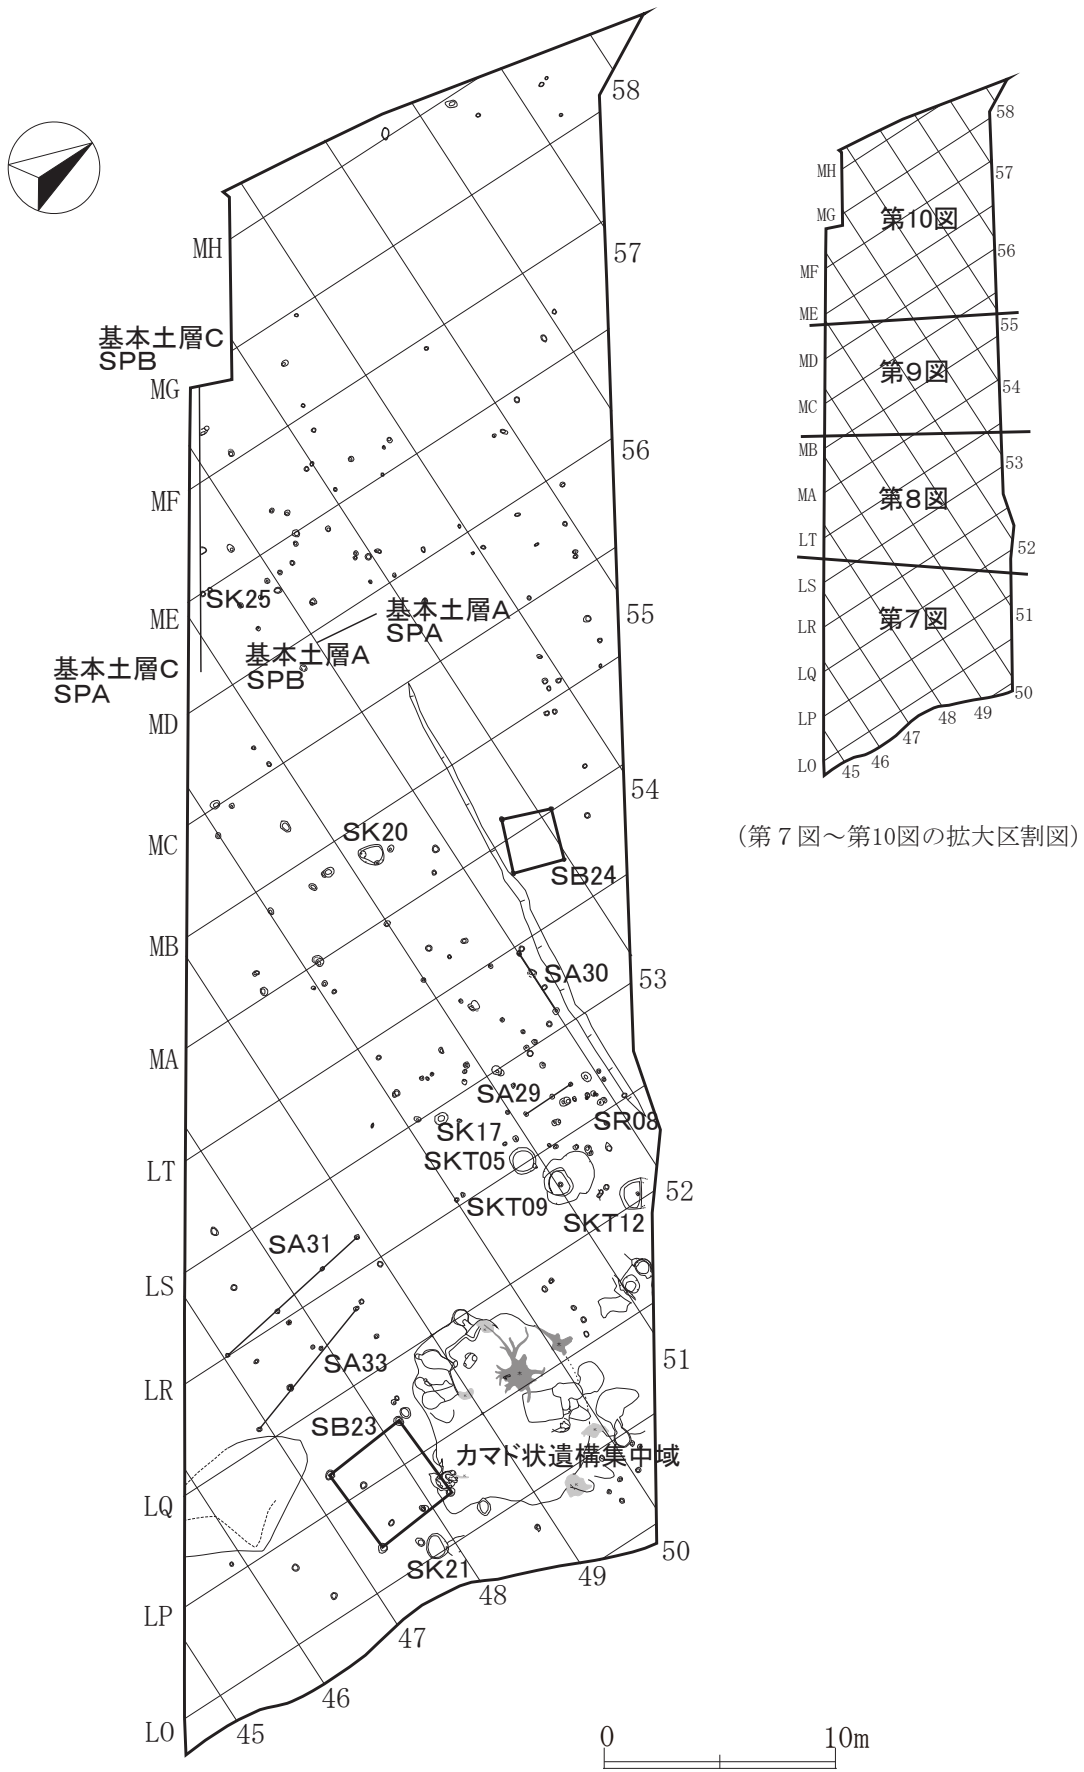 58
57
56
55
54
53
52
51
50
49
48
47
46
45
MH
MG
MF
ME
MD
MC
MB
MA
LT
LS
LR
LQ
LP
LO
基本土層C
SPB
SK25
基本土層A
SPA
基本土層A
SPB
基本土層C
SPA
SK20
SB24
SA30
SA29
SR08
SK17
SKT05
SKT09
SKT12
SA31
SA33
SB23
カマド状遺構集中域
SK21
0 10m
58
57
56
55
54
53
52
51
50
49
48
47
46
45
MH
MG
MF
ME
MD
MC
MB
MA
LT
LS
LR
LQ
LP
LO
第10図
第9図
第8図
第7図
(第７図～第10図の拡大区割図)